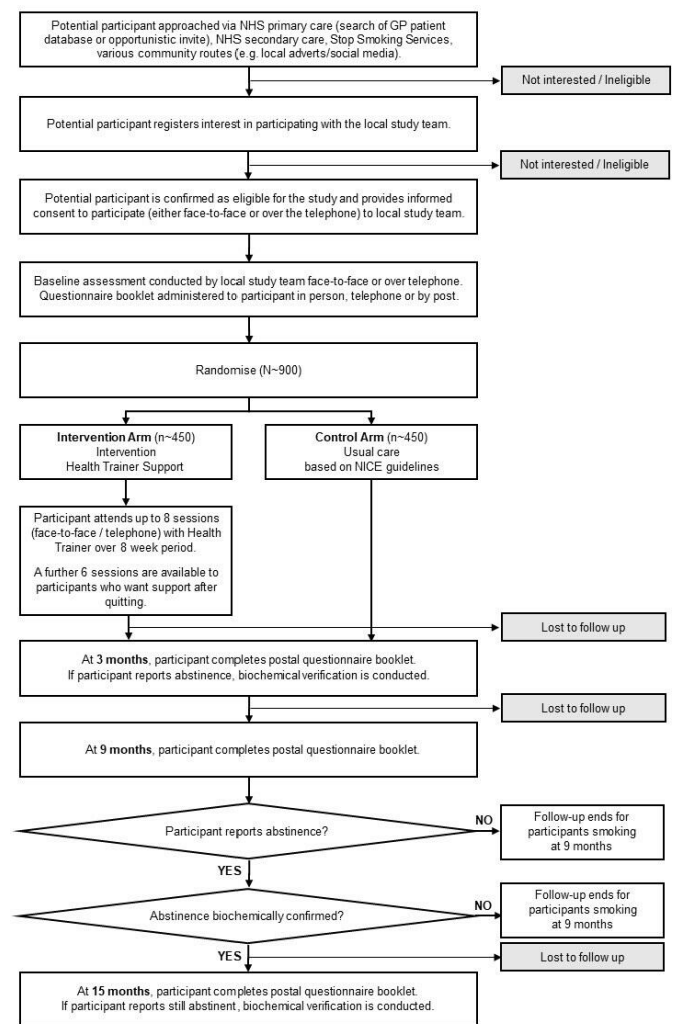 Potential participant approached via NHS primary care (search of GP patient
database or opportunistic invite), NHS secondary care, Stop Smoking Services,
various community routes (e.g. local adverts/social media).
Not interested / Ineligible
Potential participant registers interest in participating with the local study team.
Not interested / Ineligible
Potential participant is confirmed as eligible for the study and provides informed
consent to participate (either face-to-face or over the telephone) to local study team.
Baseline assessment conducted by local study team face-to-face or over telephone.
Questionnaire booklet administered to participant in person, telephone or by post.
Randomise (N~900)
Intervention Arm (n~450)
Intervention
Health Trainer Support
Control Arm (n~450)
Usual care
based on NICE guidelines
Participant attends up to 8 sessions
(face-to-face / telephone) with Health
Trainer over 8 week period.
A further 6 sessions are available to
participants who want support after
quitting.
Lost to follow up
At 3 months, participant completes postal questionnaire booklet.
If participant reports abstinence, biochemical verification is conducted.
Lost to follow up
At 9 months, participant completes postal questionnaire booklet.
Participant reports abstinence?
NO
Follow-up ends for
participants smoking
at 9 months
YES
Abstinence biochemically confirmed?
NO
Follow-up ends for
participants smoking
at 9 months
YES
Lost to follow up
At 15 months, participant completes postal questionnaire booklet.
If participant reports still abstinent, biochemical verification is conducted.